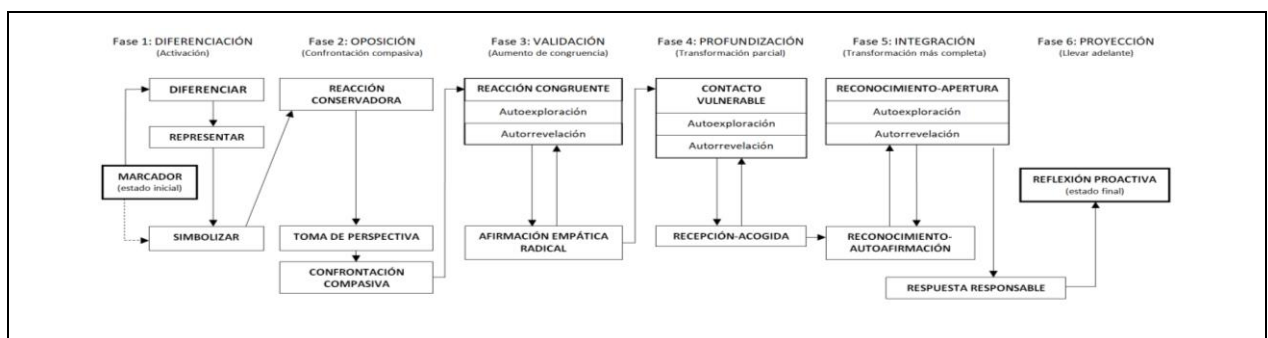 Fase 1: DIFERENCIACIÓN
(Activación)
Fase 2: OPOSICIÓN
(Confrontación compasiva)
Fase 3: VALIDACIÓN
(Aumento de congruencia)
Fase 4: PROFUNDIZACIÓN
(Transformación parcial)
Fase 5: INTEGRACIÓN
(Transformación más completa)
Fase 6: PROYECCIÓN
(Llevar adelante)
MARCADOR
(estado inicial)
DIFERENCIAR
REPRESENTAR
SIMBOLIZAR
REACCIÓN
CONSERVADORA
TOMA DE PERSPECTIVA
CONFRONTACIÓN
COMPASIVA
REACCIÓN CONGRUENTE
Autoexploración
Autorrevelación
AFIRMACIÓN EMPÁTICA
RADICAL
CONTACTO
VULNERABLE
Autoexploración
Autorrevelación
RECEPCIÓN-ACOGIDA
RECONOCIMIENTO-APERTURA
Autoexploración
Autorrevelación
RECONOCIMIENTO-
AUTOAFIRMACIÓN
RESPUESTA RESPONSABLE
REFLEXIÓN PROACTIVA
(estado final)